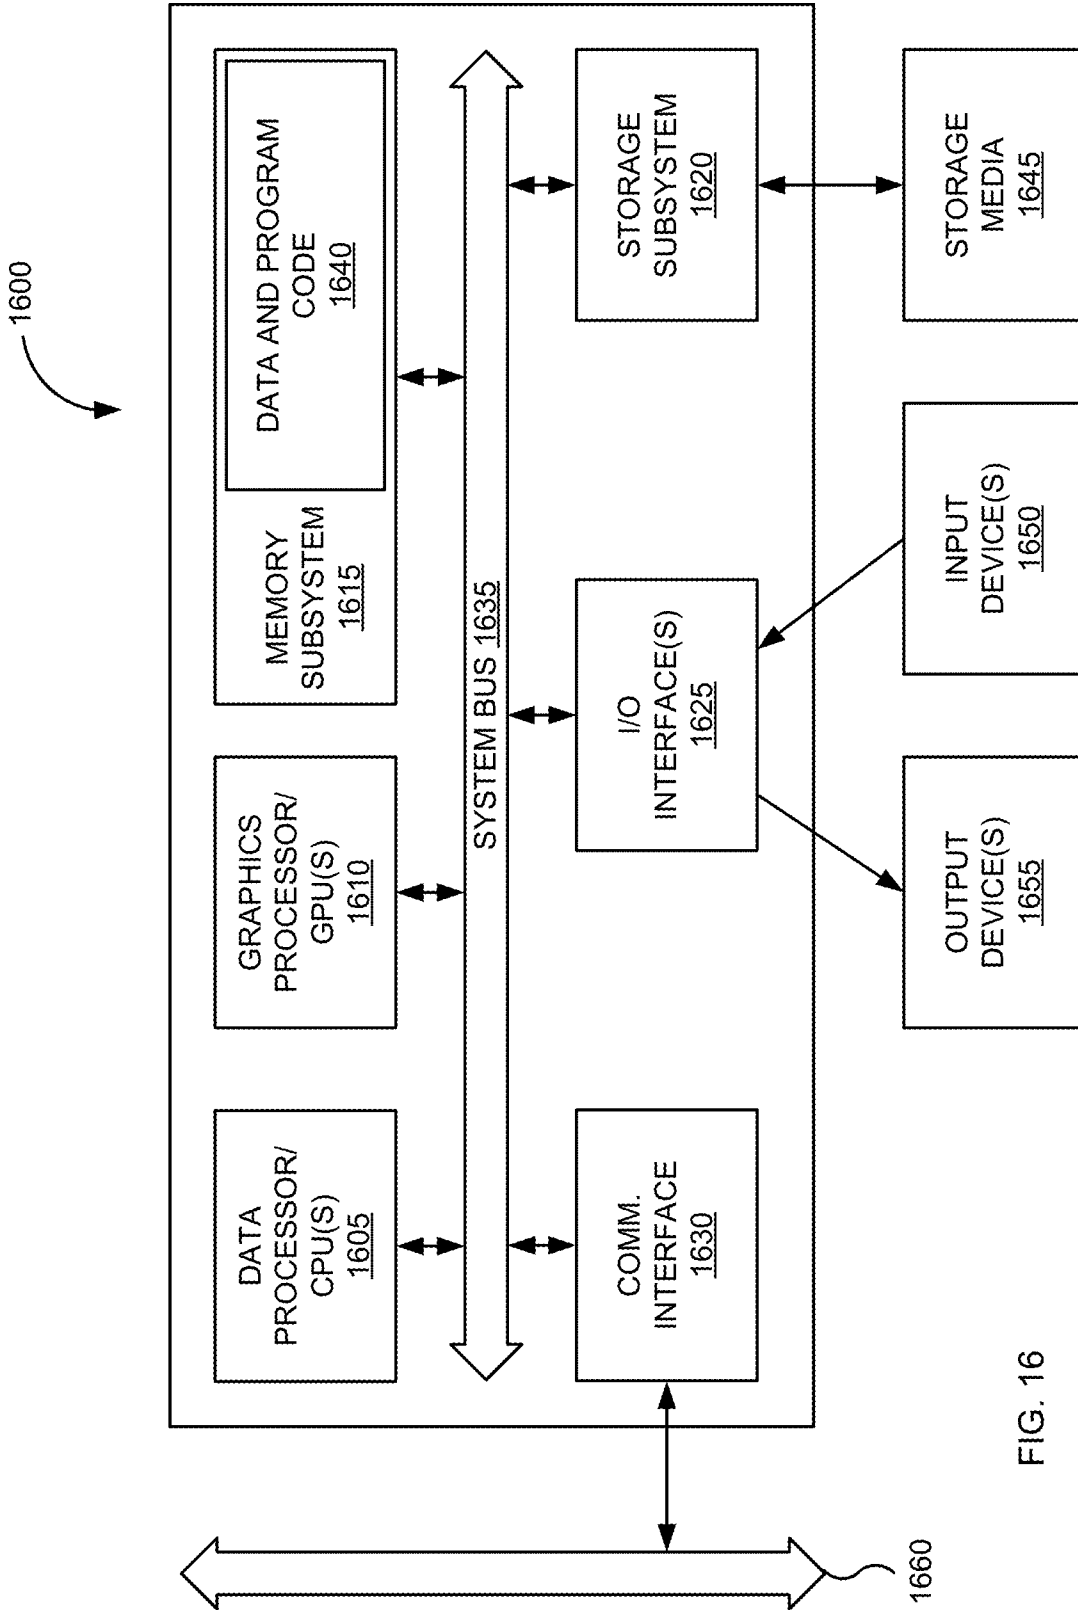 1600
DATA
PROCESSOR/
CPU(S)
1605
GRAPHICS
PROCESSOR/
GPU(S)
1610
MEMORY
SUBSYSTEM
1615
DATA AND PROGRAM
CODE
1640
SYSTEM BUS 1635
COMM.
INTERFACE
1630
I/O
INTERFACE(S)
1625
STORAGE
SUBSYSTEM
1620
1660
OUTPUT
DEVICE(S)
1655
INPUT
DEVICE(S)
1650
STORAGE
MEDIA
1645
FIG. 16